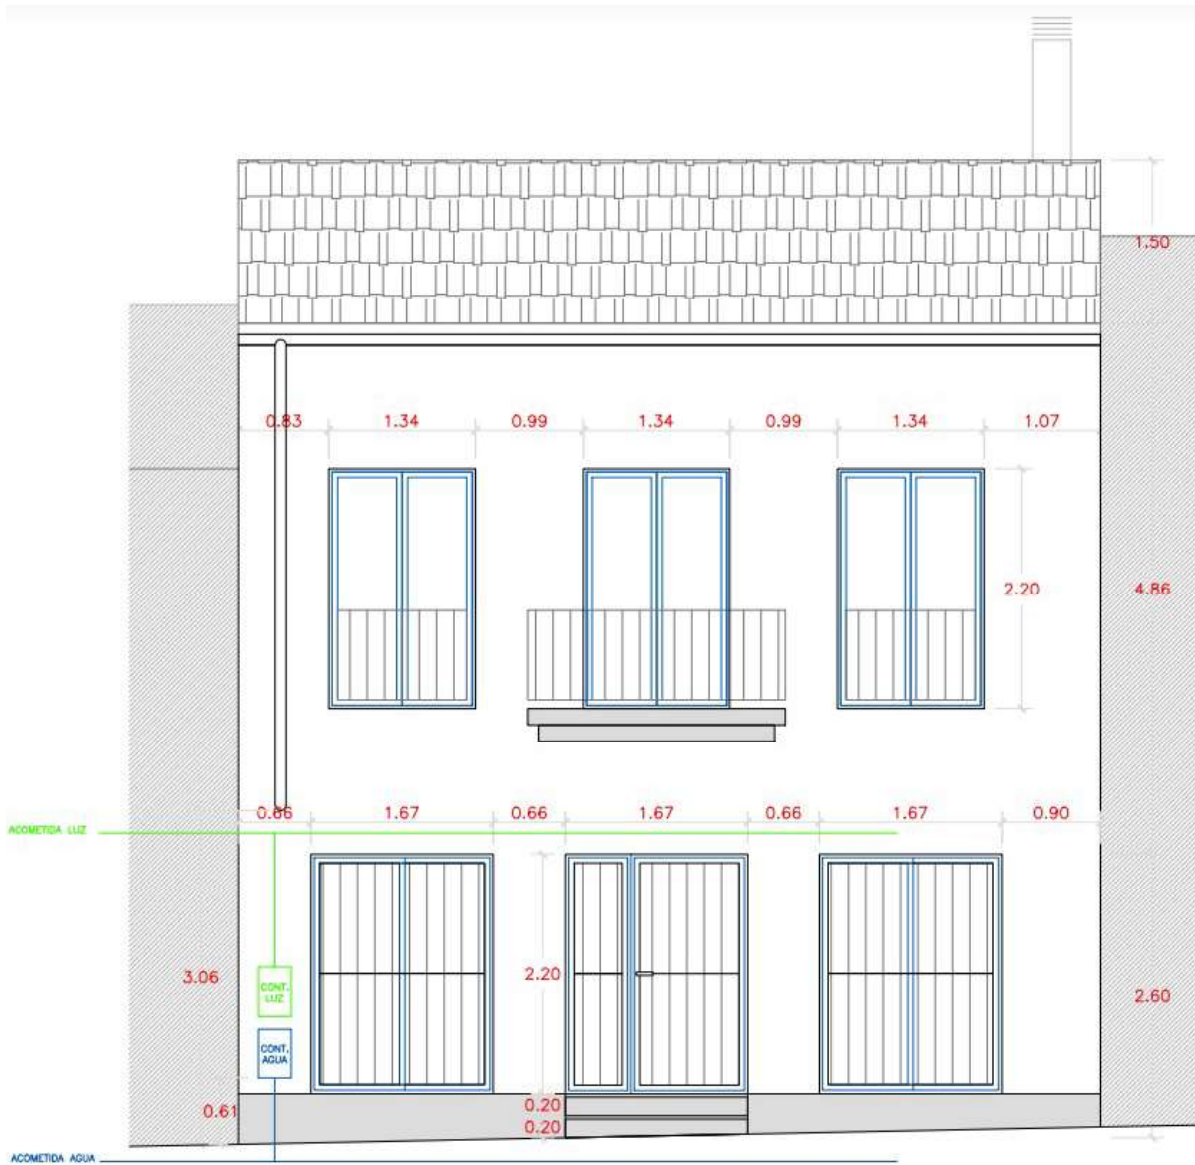 1.50
0.83 1.34 0.99 1.34 0.99 1.34 1.07
2.20 4.86
0.66 1.67 0.66 1.67 0.66 1.67 0.90
ACOMETIDA LUZ
3.06 2.20 2.60
CONT.
LUZ
CONT.
AGUA
0.61 0.20
0.20
ACOMETIDA AGUA